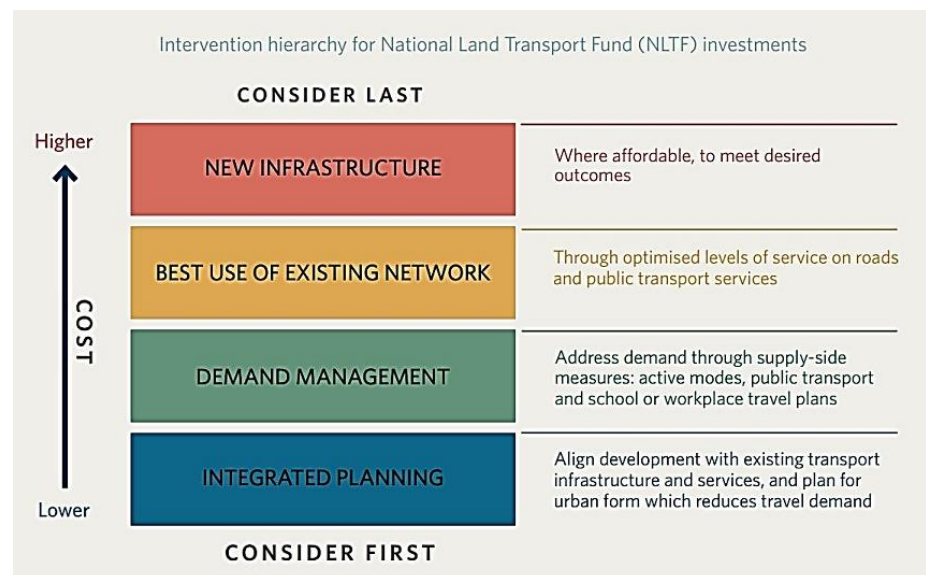 Intervention hierarchy for National Land Transport Fund (NLTF) investments
CONSIDER LAST
Higher
NEW INFRASTRUCTURE
Where affordable, to meet desired
outcomes
BEST USE OF EXISTING NETWORK
Through optimised levels of service on roads
and public transport services
COST
DEMAND MANAGEMENT
Address demand through supply-side
measures: active modes, public transport
and school or workplace travel plans
INTEGRATED PLANNING
Align development with existing transport
infrastructure and services, and plan for
urban form which reduces travel demand
Lower
CONSIDER FIRST